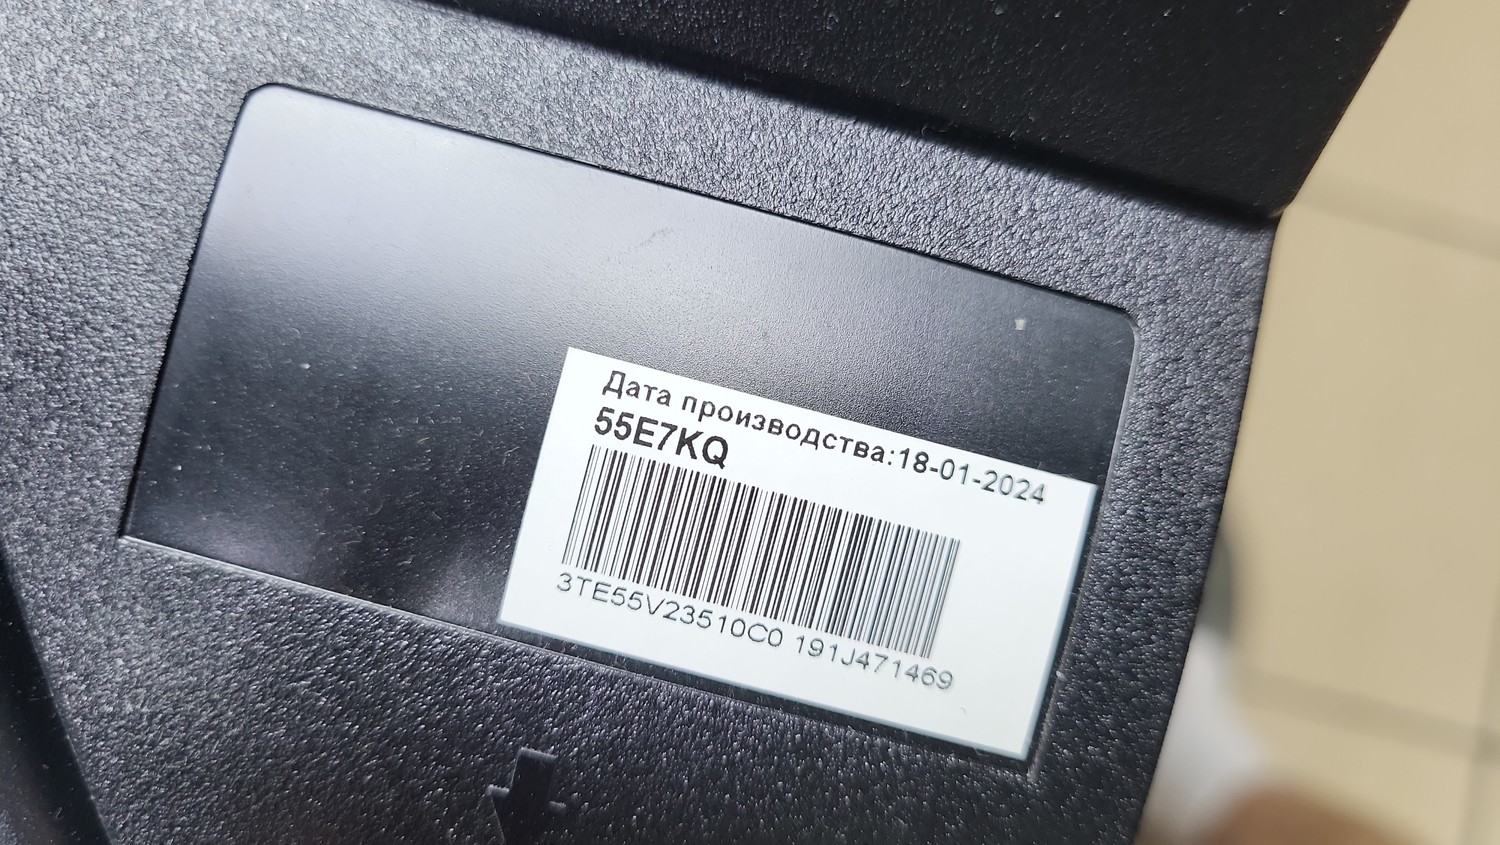 Дата производства:18-01-2024
55E7KQ
3TE55V23510C0 191J471469